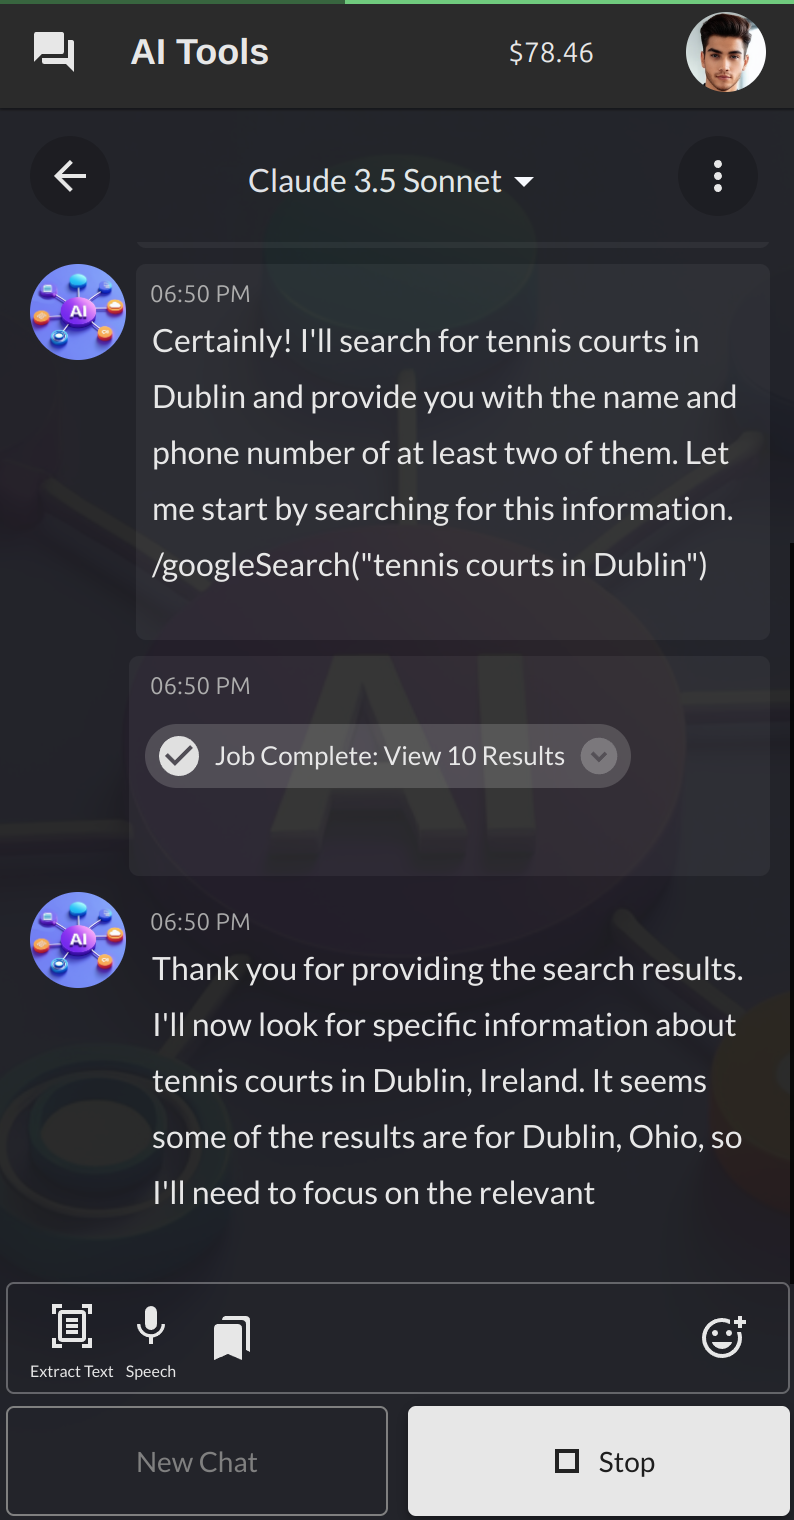 AI Tools
$78.46
Claude 3.5 Sonnet
AI
06:50 PM
Certainly! I'll search for tennis courts in
Dublin and provide you with the name and
phone number of at least two of them. Let
me start by searching for this information.
/googleSearch("tennis courts in Dublin")
06:50 PM
Job Complete: View 10 Results
AI
AI
06:50 PM
Thank you for providing the search results.
I'll now look for specific information about
tennis courts in Dublin, Ireland. It seems
some of the results are for Dublin, Ohio, so
I'll need to focus on the relevant
Extract Text
Speech
New Chat
Stop